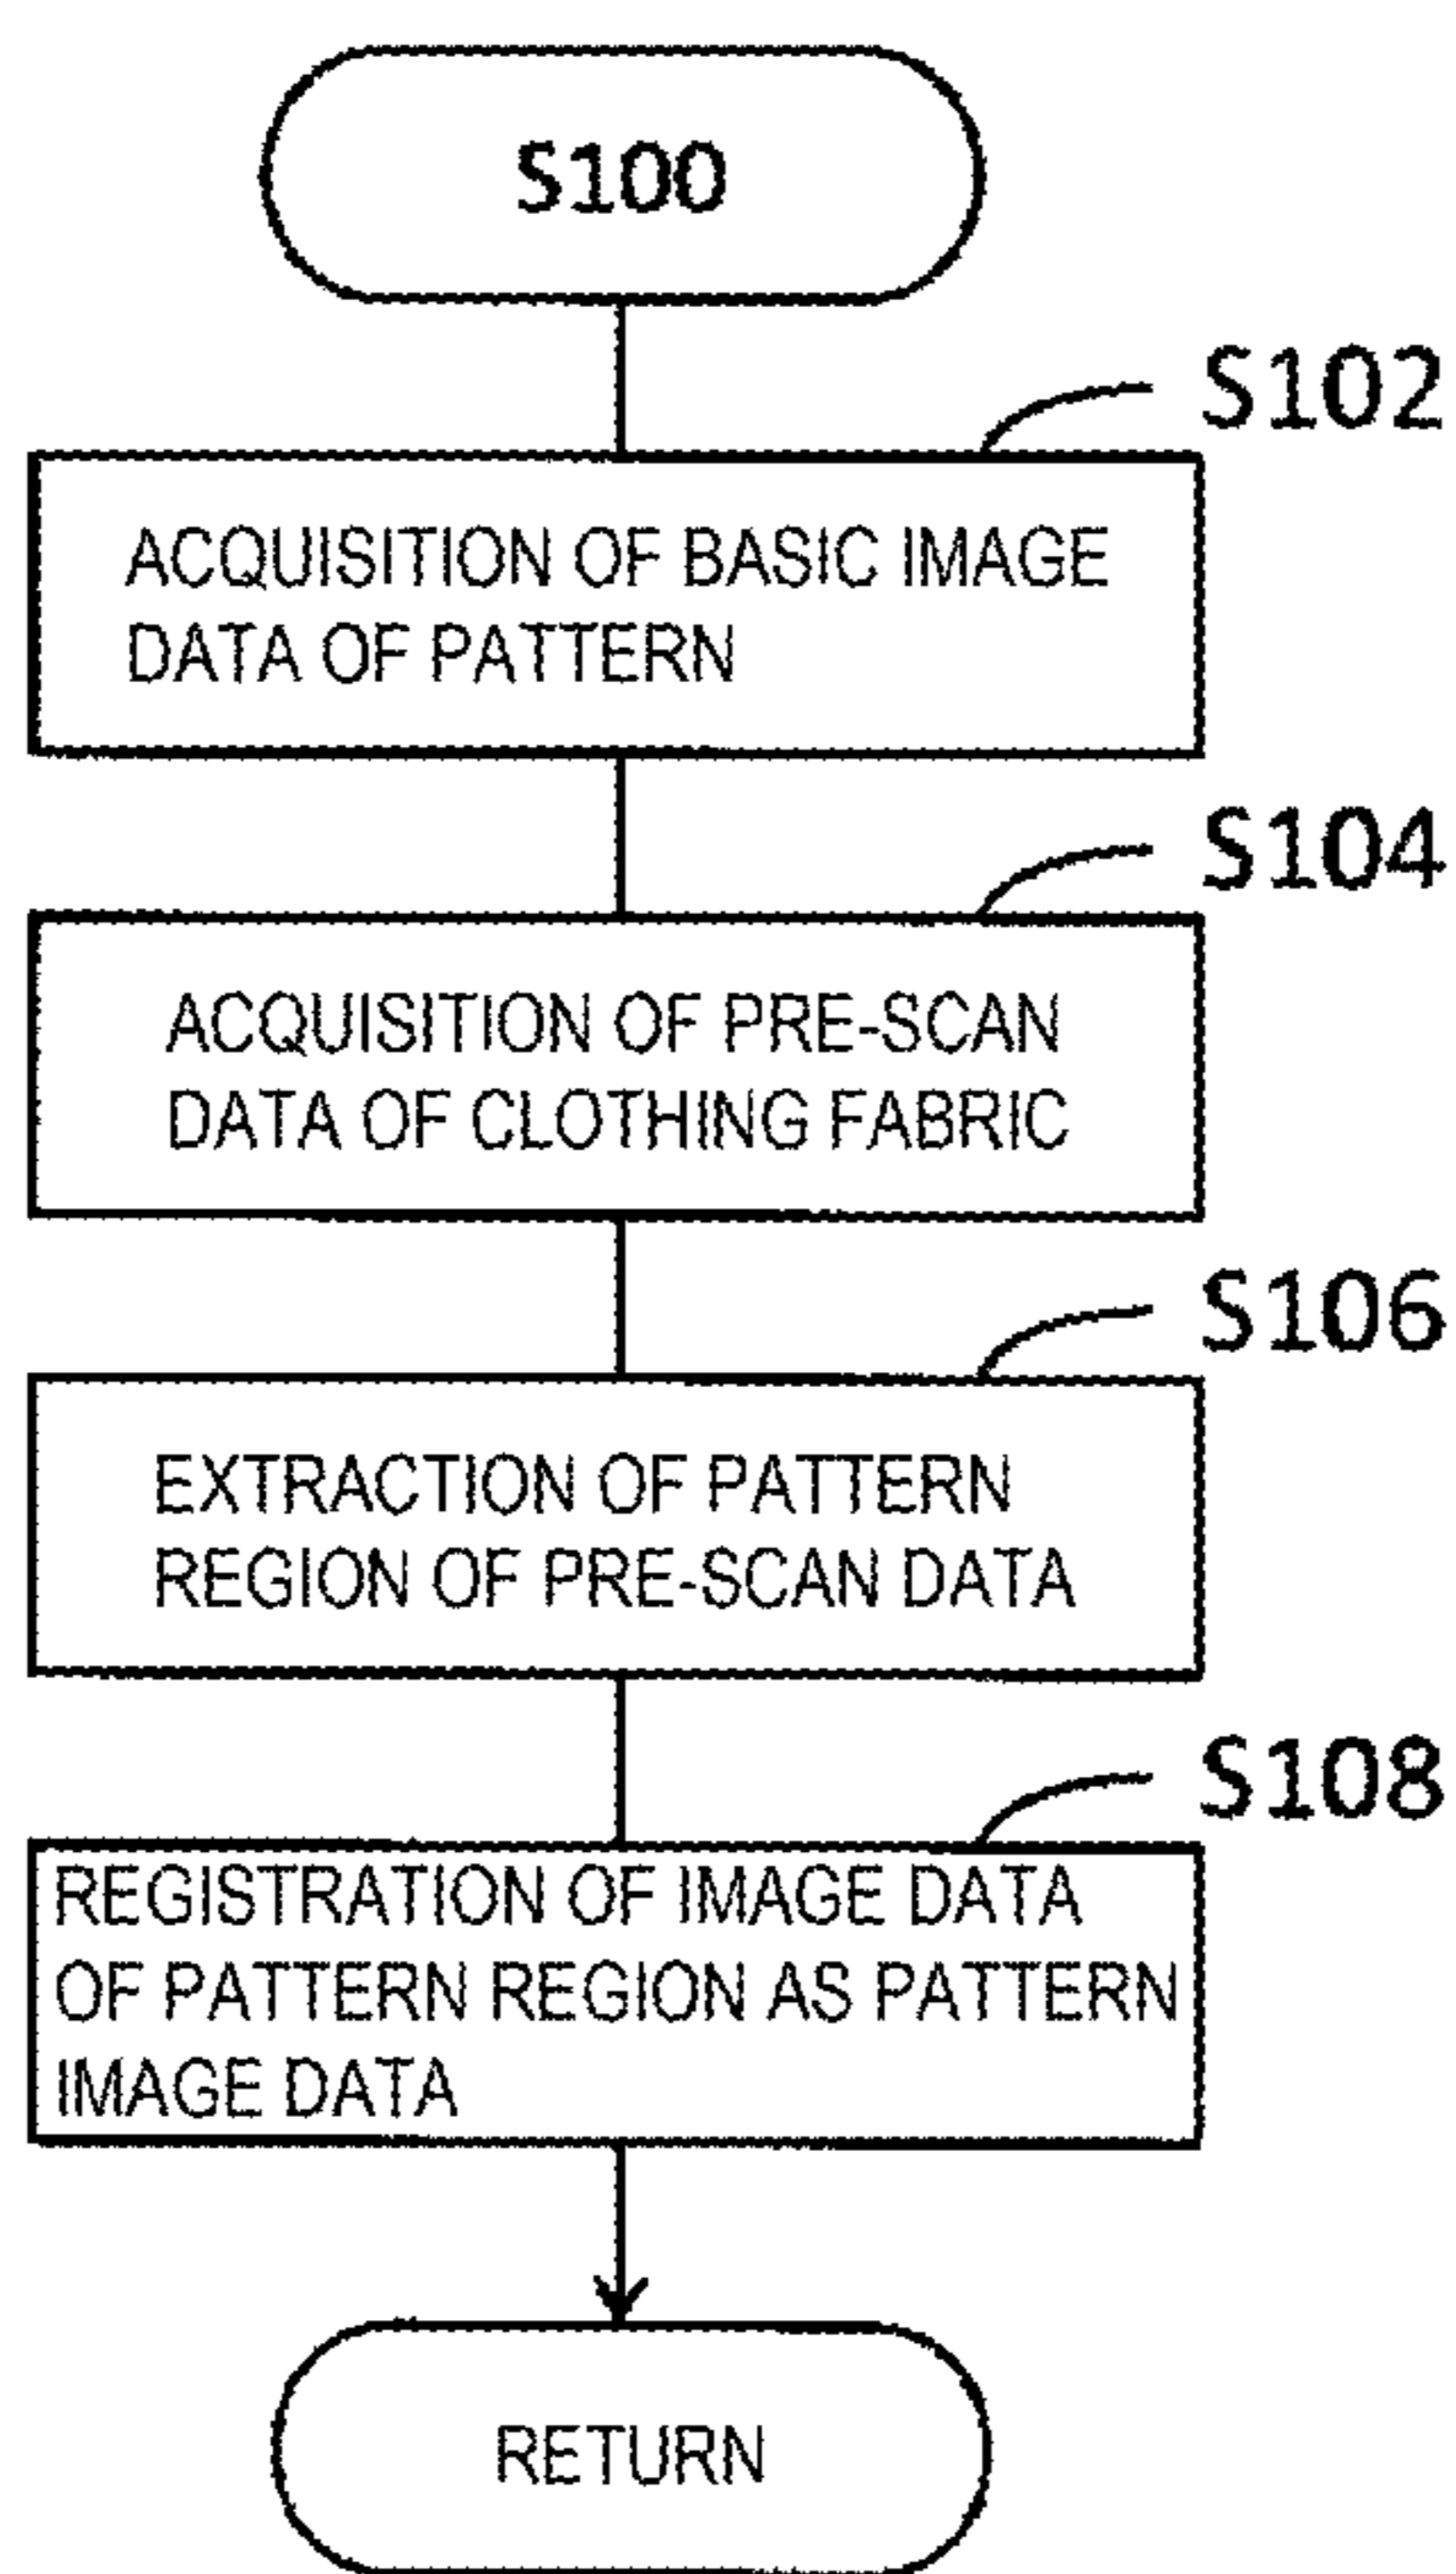 S100
S102
ACQUISITION OF BASIC IMAGE
DATA OF PATTERN
S104
ACQUISITION OF PRE-SCAN
DATA OF CLOTHING FABRIC
S106
EXTRACTION OF PATTERN
REGION OF PRE-SCAN DATA
S108
REGISTRATION OF IMAGE DATA
OF PATTERN REGION AS PATTERN
IMAGE DATA
RETURN